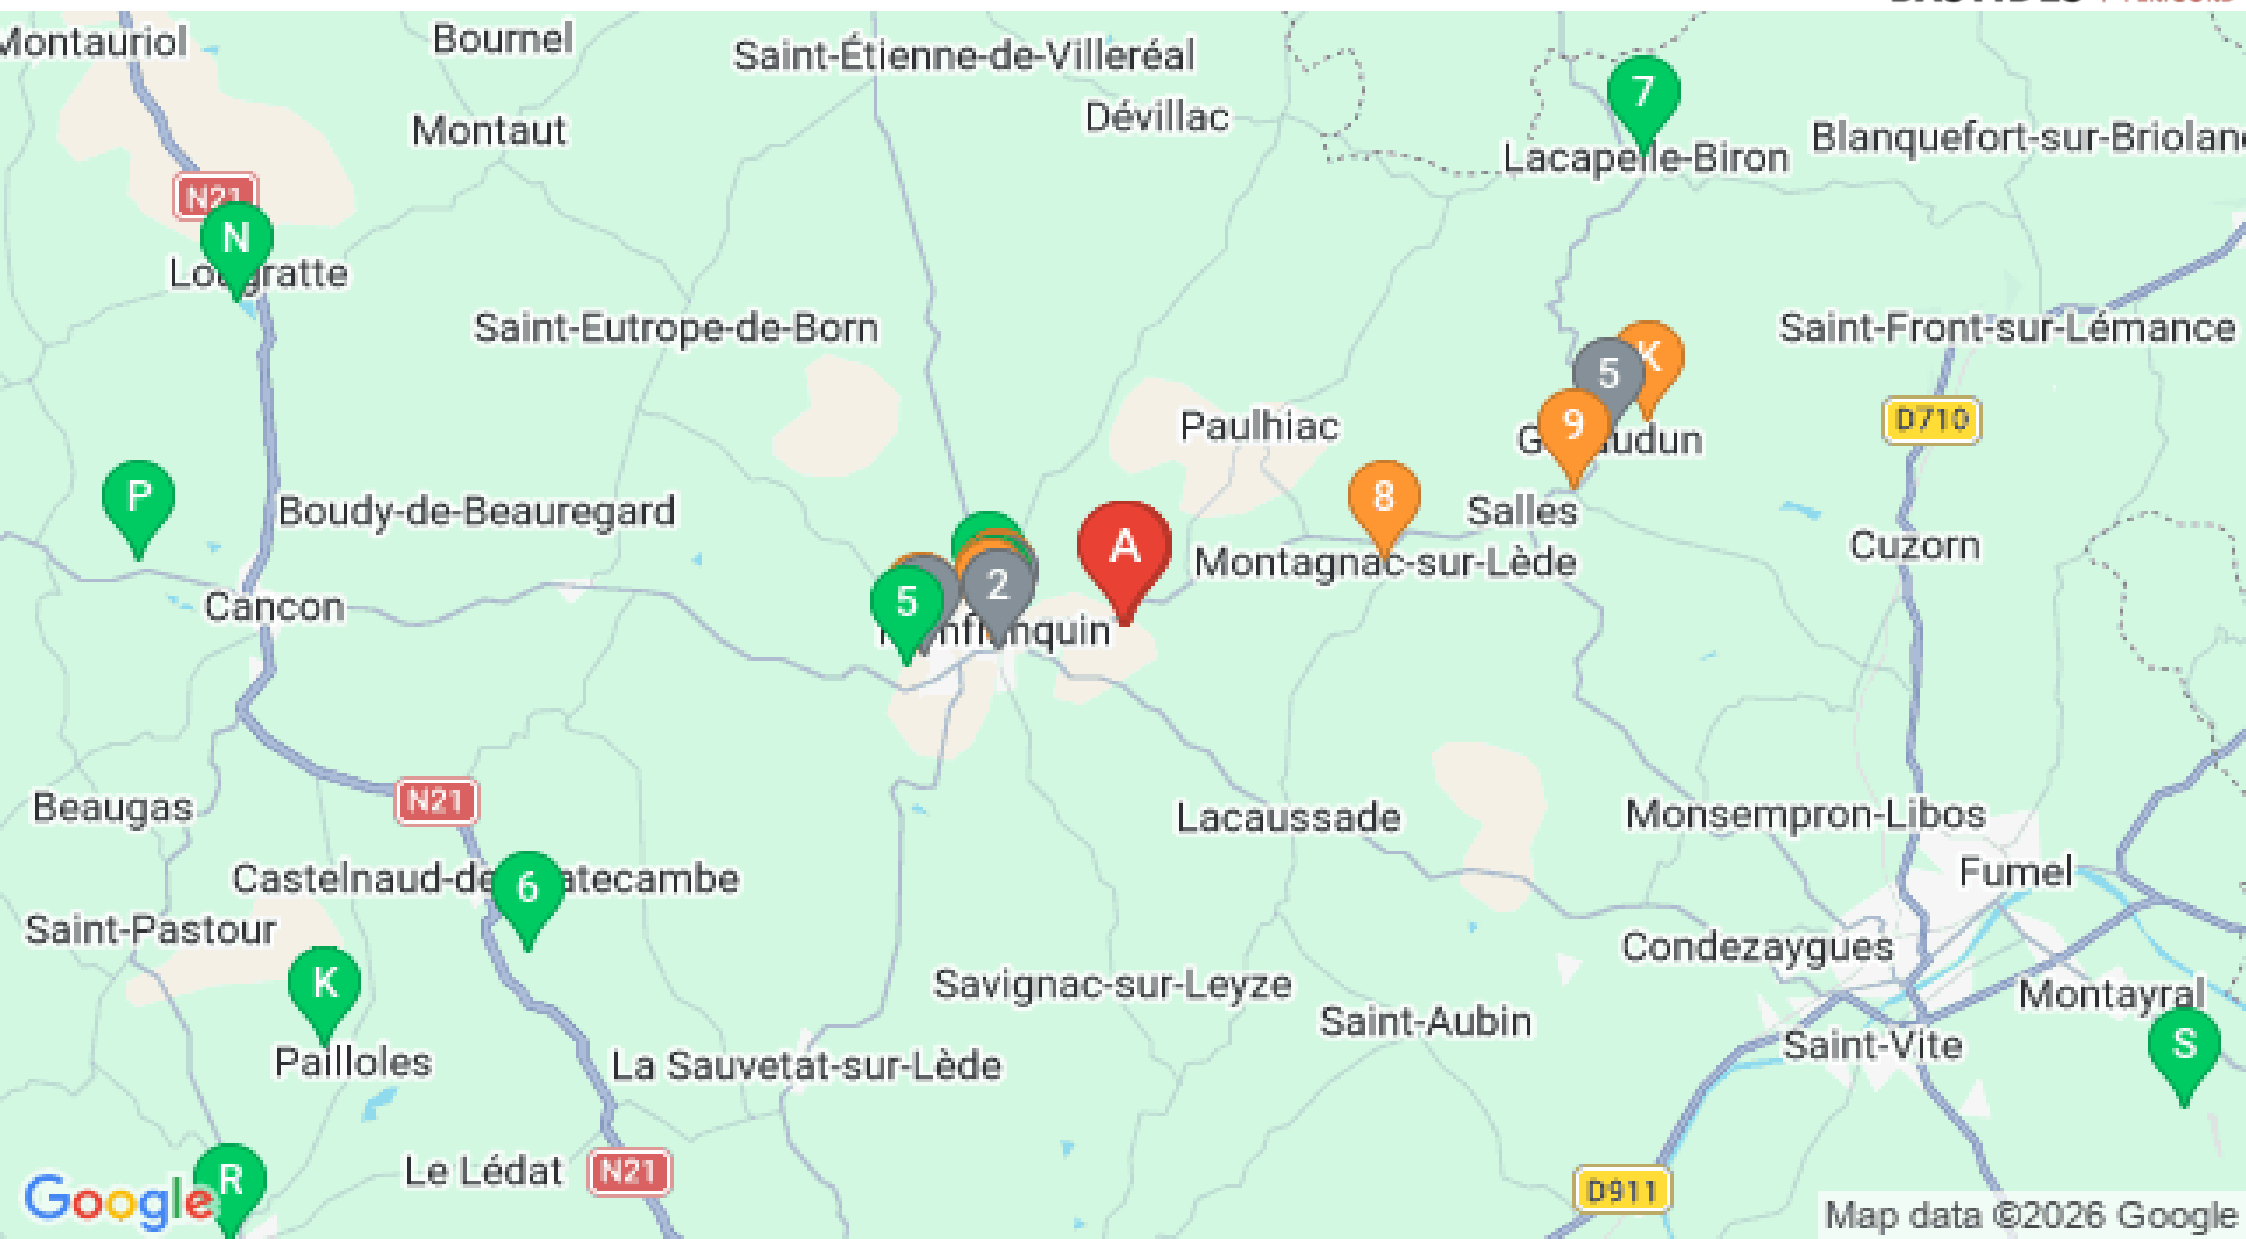 Montauriol
Bournel
Saint-Étienne-de-Villeréal
7
Dévillac
Montaut
Blanquefort-sur-Briolan
Lacapelle-Biron
N21
N
Lougratte
Saint-Eutrope-de-Born
Saint-Front-sur-Lémance
K
5
9
D710
Paulhiac
P
8
Boudy-de-Beauregard
Salles
A
Cuzorn
Montagnac-sur-Lède
2
5
Cancon
Monflanquin
N21
Beaugas
Lacaussade
Monsempron-Libos
Castelnaud-de-
6
atecambe
Fumel
Saint-Pastour
Condezaygues
K
Savignac-sur-Leyze
Montayral
Saint-Aubin
S
Saint-Vite
Pailloles
La Sauvetat-sur-Lède
Le Lédat
N21
R
D911
Google
Map data ©2026 Google